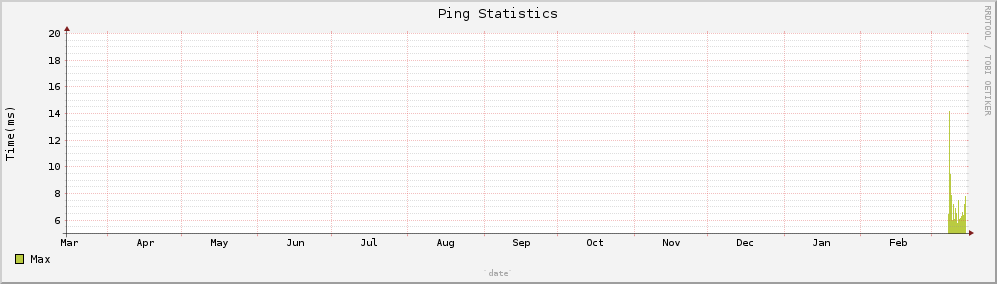 Ping Statistics
RRDTOOL / TOBI OETIKER
Time(ms)
20
18
16
14
12
10
8
6
Mar Apr May Jun Jul Aug Sep Oct Nov Dec Jan Feb
Max
`date`